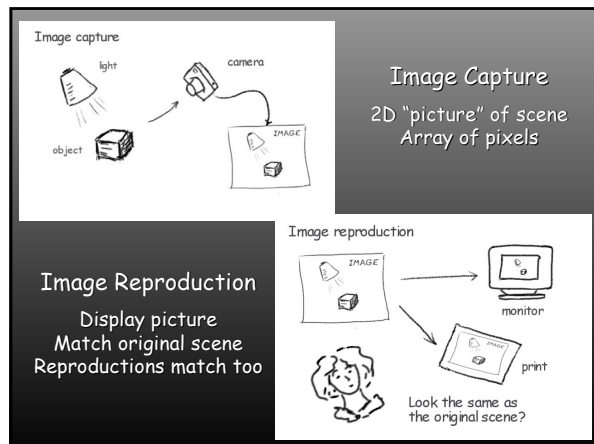 Image capture
light
camera
object
IMAGE
Image Capture
2D “picture” of scene
Array of pixels
Image Reproduction
Display picture
Match original scene
Reproductions match too
Image reproduction
IMAGE
monitor
IMAGE
print
Look the same as
the original scene?